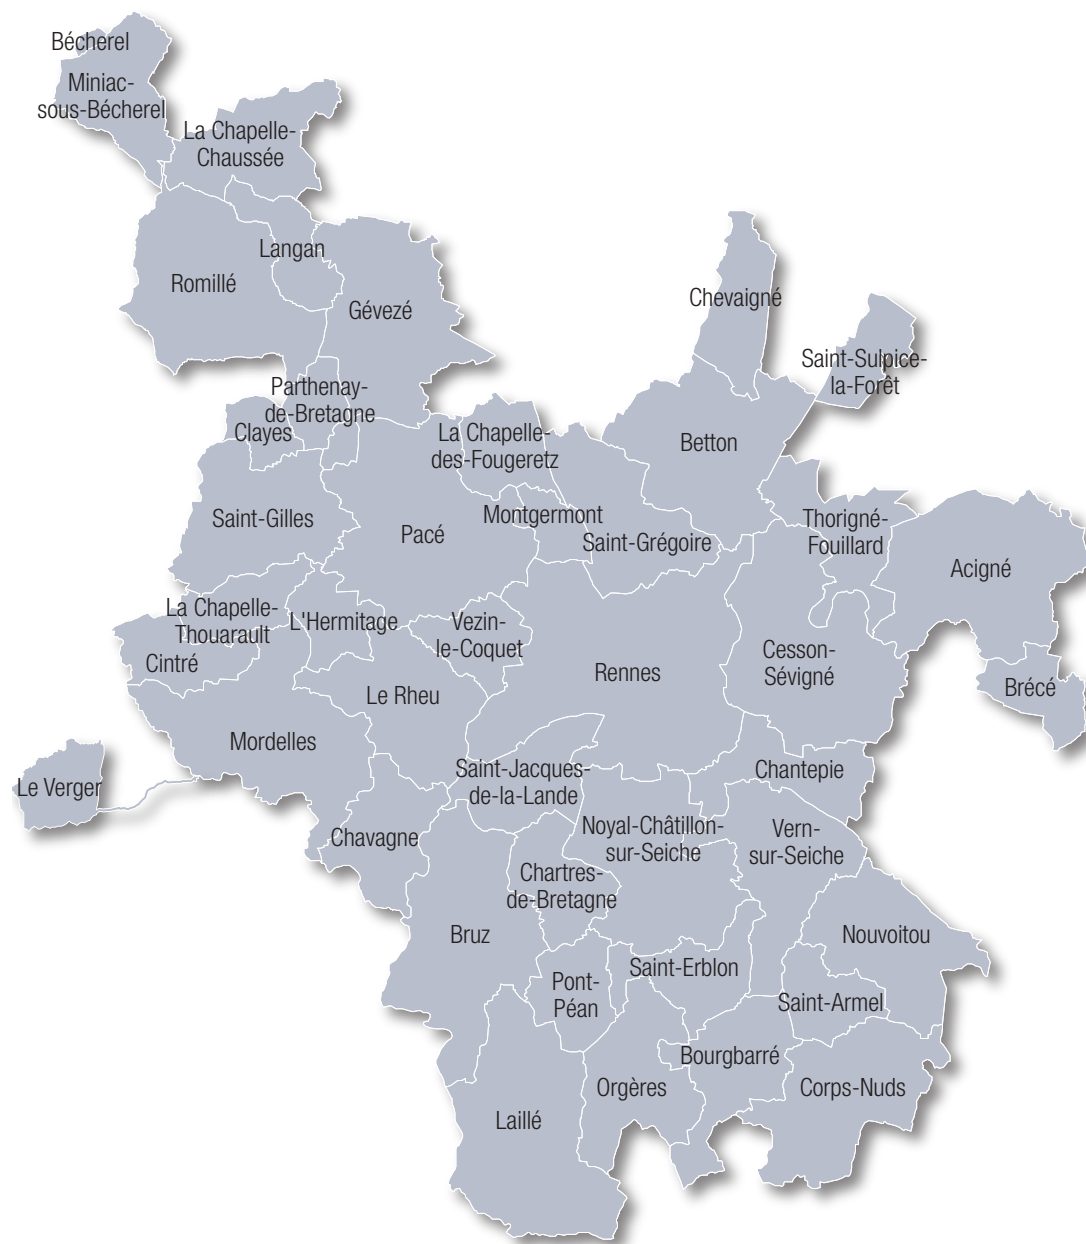 Bécherel
Miniac-
sous-Bécherel
La Chapelle-
Chaussée
Langan
Romillé
Gévezé
Chevaigné
Saint-Sulpice-
la-Forêt
Parthenay-
de-Bretagne
Clayes
La Chapelle-
des-Fougeretz
Betton
Saint-Gilles
Pacé
Montgermont
Saint-Grégoire
Thorigné-
Fouillard
Acigné
La Chapelle-
Thouarault
L'Hermitage
Vezin-
le-Coquet
Cintré
Rennes
Cesson-
Sévigné
Le Rheu
Brécé
Mordelles
Le Verger
Saint-Jacques-
de-la-Lande
Chantepie
Chavagne
Noyal-Châtillon-
sur-Seiche
Vern-
sur-Seiche
Chartres-
de-Bretagne
Bruz
Nouvoitou
Saint-Erblon
Pont-
Péan
Saint-Armel
Bourgbarré
Orgères
Corps-Nuds
Laillé